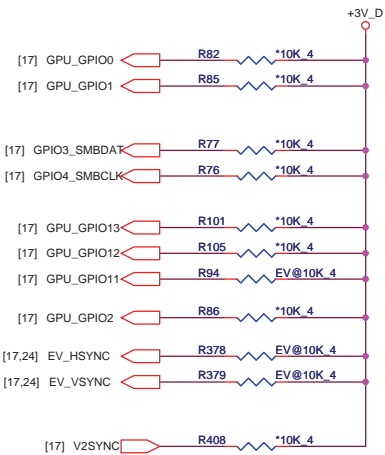 +3V_D
[17] GPU_GPIO0 R82 *10K_4
[17] GPU_GPIO1 R85 *10K_4
[17] GPIO3_SMBDAT R77 *10K_4
[17] GPIO4_SMBCLK R76 *10K_4
[17] GPU_GPIO13 R101 *10K_4
[17] GPU_GPIO12 R105 *10K_4
[17] GPU_GPIO11 R94 EV@10K_4
[17] GPU_GPIO2 R86 *10K_4
[17,24] EV_HSYNC R378 EV@10K_4
[17,24] EV_VSYNC R379 EV@10K_4
[17] V2SYNC R408 *10K_4